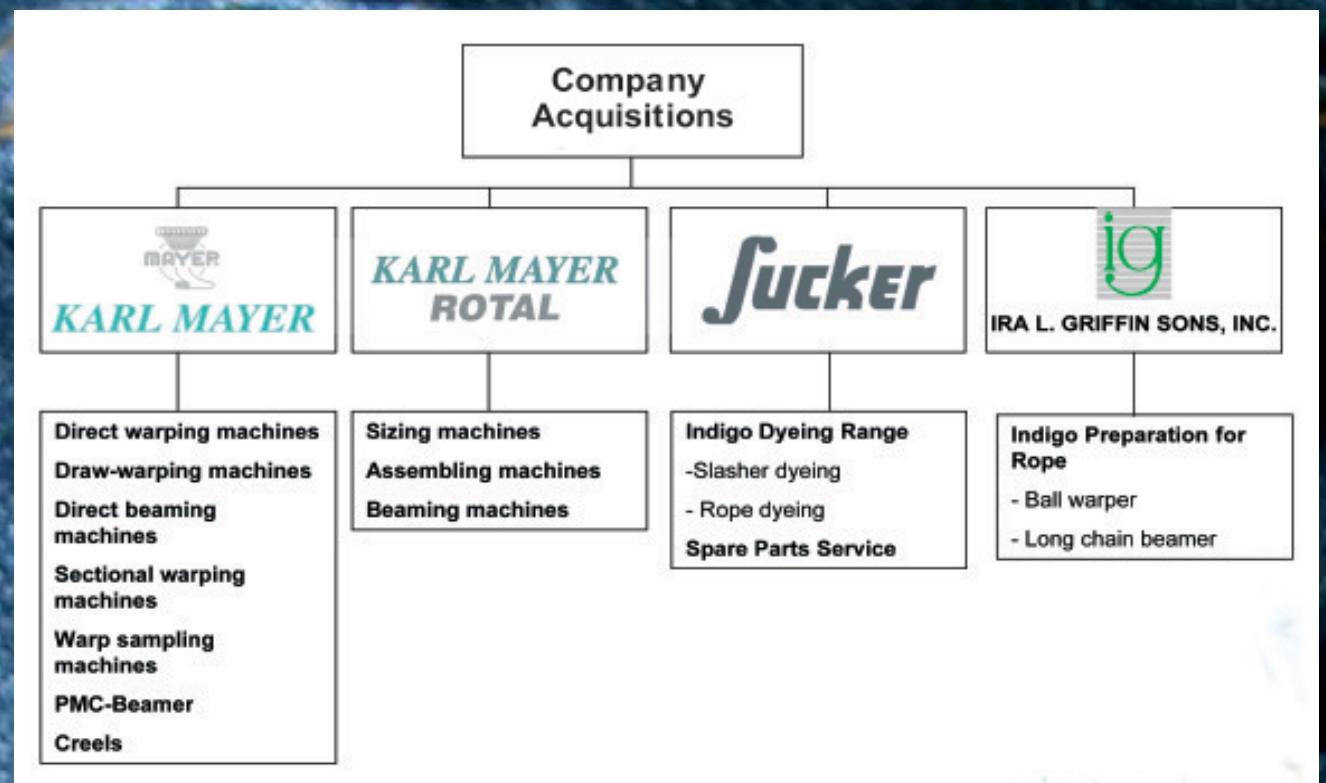 Company
Acquisitions
MAYER
KARL MAYER
KARL MAYER
ROTAL
Sucker
ig
IRA L. GRIFFIN SONS, INC.
Direct warping machines
Draw-warping machines
Direct beaming
machines
Sectional warping
machines
Warp sampling
machines
PMC-Beamer
Creels
Sizing machines
Assembling machines
Beaming machines
Indigo Dyeing Range
-Slasher dyeing
- Rope dyeing
Spare Parts Service
Indigo Preparation for
Rope
- Ball warper
- Long chain beamer